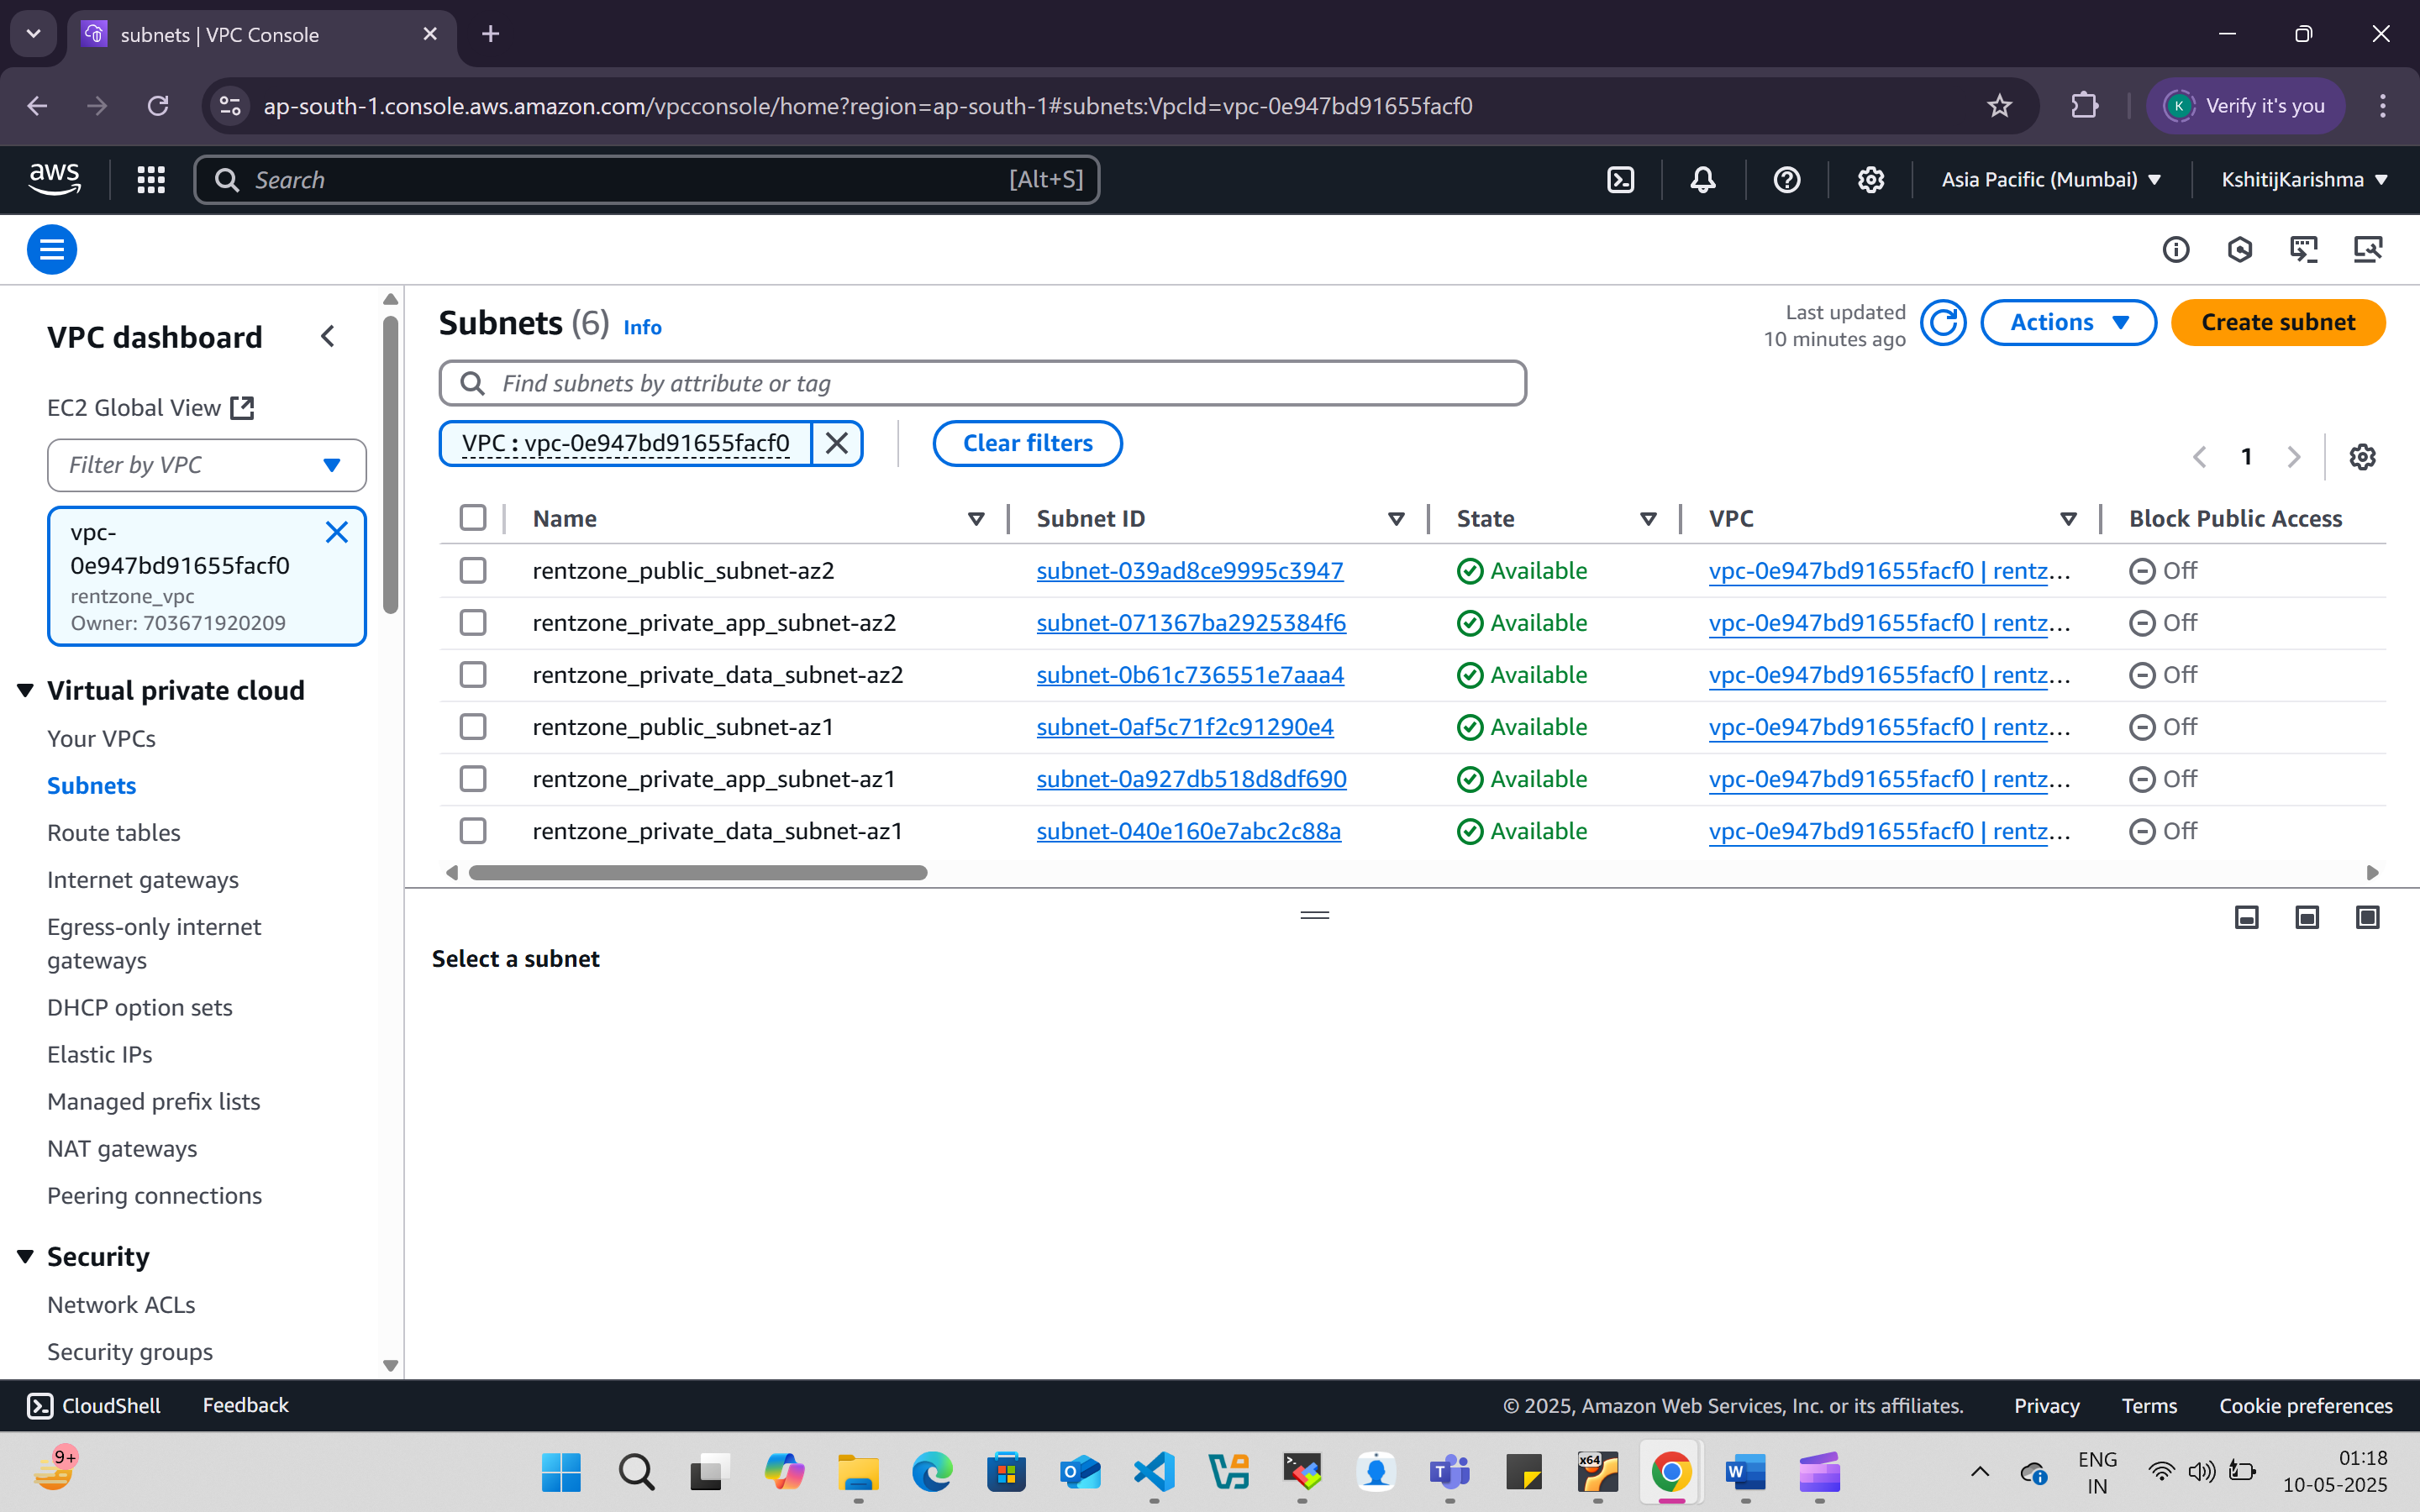 subnets | VPC Console
ap-south-1.console.aws.amazon.com/vpcconsole/home?region=ap-south-1#subnets:VpcId=vpc-0e947bd91655facf0
K Verify it's you
aws
Search [Alt+S]
Asia Pacific (Mumbai)
KshitijKarishma
VPC dashboard
EC2 Global View
Filter by VPC
vpc-
0e947bd91655facf0
rentzone_vpc
Owner: 703671920209
Virtual private cloud
Your VPCs
Subnets
Route tables
Internet gateways
Egress-only internet
gateways
DHCP option sets
Elastic IPs
Managed prefix lists
NAT gateways
Peering connections
Security
Network ACLs
Security groups
Subnets (6) Info
Last updated
10 minutes ago
Actions
Create subnet
Find subnets by attribute or tag
VPC : vpc-0e947bd91655facf0
Clear filters
1
Name Subnet ID State VPC Block Public Access
rentzone_public_subnet-az2 subnet-039ad8ce9995c3947 Available vpc-0e947bd91655facf0 | rentz… Off
rentzone_private_app_subnet-az2 subnet-071367ba2925384f6 Available vpc-0e947bd91655facf0 | rentz… Off
rentzone_private_data_subnet-az2 subnet-0b61c736551e7aaa4 Available vpc-0e947bd91655facf0 | rentz… Off
rentzone_public_subnet-az1 subnet-0af5c71f2c91290e4 Available vpc-0e947bd91655facf0 | rentz… Off
rentzone_private_app_subnet-az1 subnet-0a927db518d8df690 Available vpc-0e947bd91655facf0 | rentz… Off
rentzone_private_data_subnet-az1 subnet-040e160e7abc2c88a Available vpc-0e947bd91655facf0 | rentz… Off
Select a subnet
CloudShell Feedback
© 2025, Amazon Web Services, Inc. or its affiliates. Privacy Terms Cookie preferences
9+
x64
ENG
IN
01:18
10-05-2025